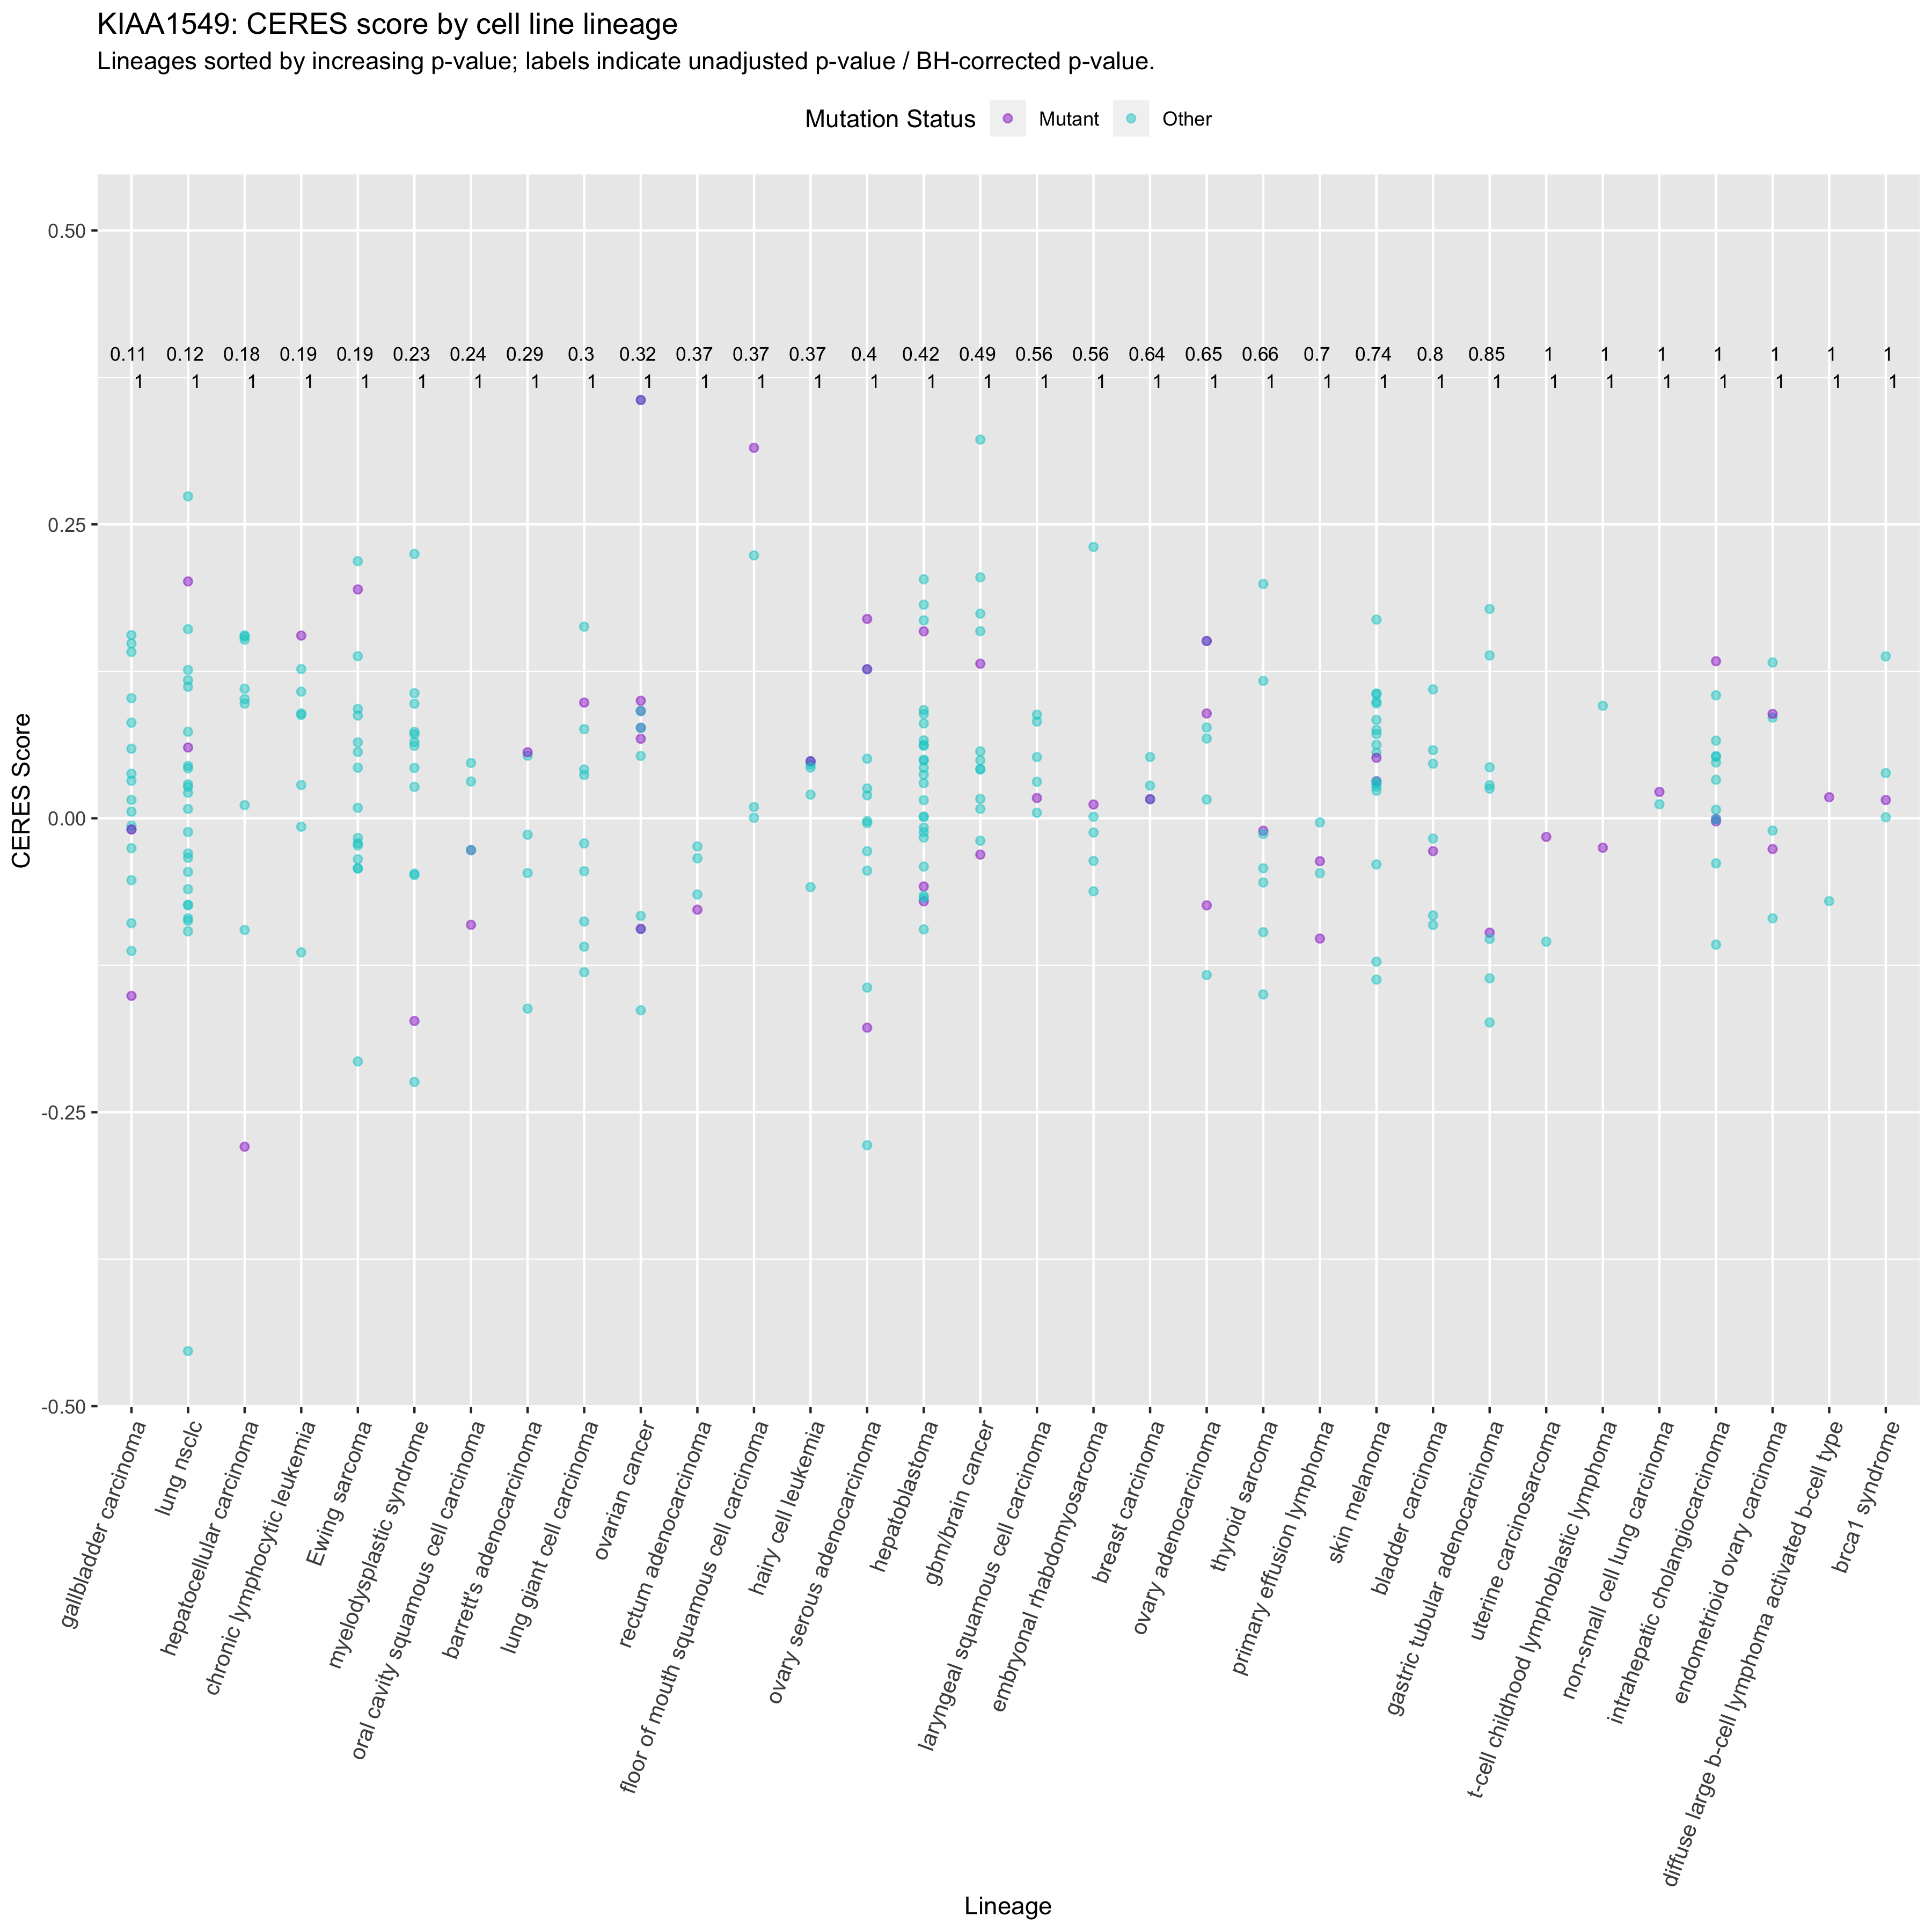 KIAA1549: CERES score by cell line lineage
Lineages sorted by increasing p-value; labels indicate unadjusted p-value / BH-corrected p-value.
Mutation Status Mutant Other
0.50
0.11 0.12 0.18 0.19 0.19 0.23 0.24 0.29 0.3 0.32 0.37 0.37 0.37 0.4 0.42 0.49 0.56 0.56 0.64 0.65 0.66 0.7 0.74 0.8 0.85 1 1 1 1 1 1 1
1 1 1 1 1 1 1 1 1 1 1 1 1 1 1 1 1 1 1 1 1 1 1 1 1 1 1 1 1 1 1 1
0.25
0.00
-0.25
-0.50
CERES Score
gallbladder carcinoma
lung nsclc
hepatocellular carcinoma
chronic lymphocytic leukemia
Ewing sarcoma
myelodysplastic syndrome
oral cavity squamous cell carcinoma
barrett's adenocarcinoma
lung giant cell carcinoma
ovarian cancer
rectum adenocarcinoma
floor of mouth squamous cell carcinoma
hairy cell leukemia
ovary serous adenocarcinoma
hepatoblastoma
gbm/brain cancer
laryngeal squamous cell carcinoma
embryonal rhabdomyosarcoma
breast carcinoma
ovary adenocarcinoma
thyroid sarcoma
primary effusion lymphoma
skin melanoma
bladder carcinoma
gastric tubular adenocarcinoma
uterine carcinosarcoma
t-cell childhood lymphoblastic lymphoma
non-small cell lung carcinoma
intrahepatic cholangiocarcinoma
endometrioid ovary carcinoma
diffuse large b-cell lymphoma activated b-cell type
brca1 syndrome
Lineage